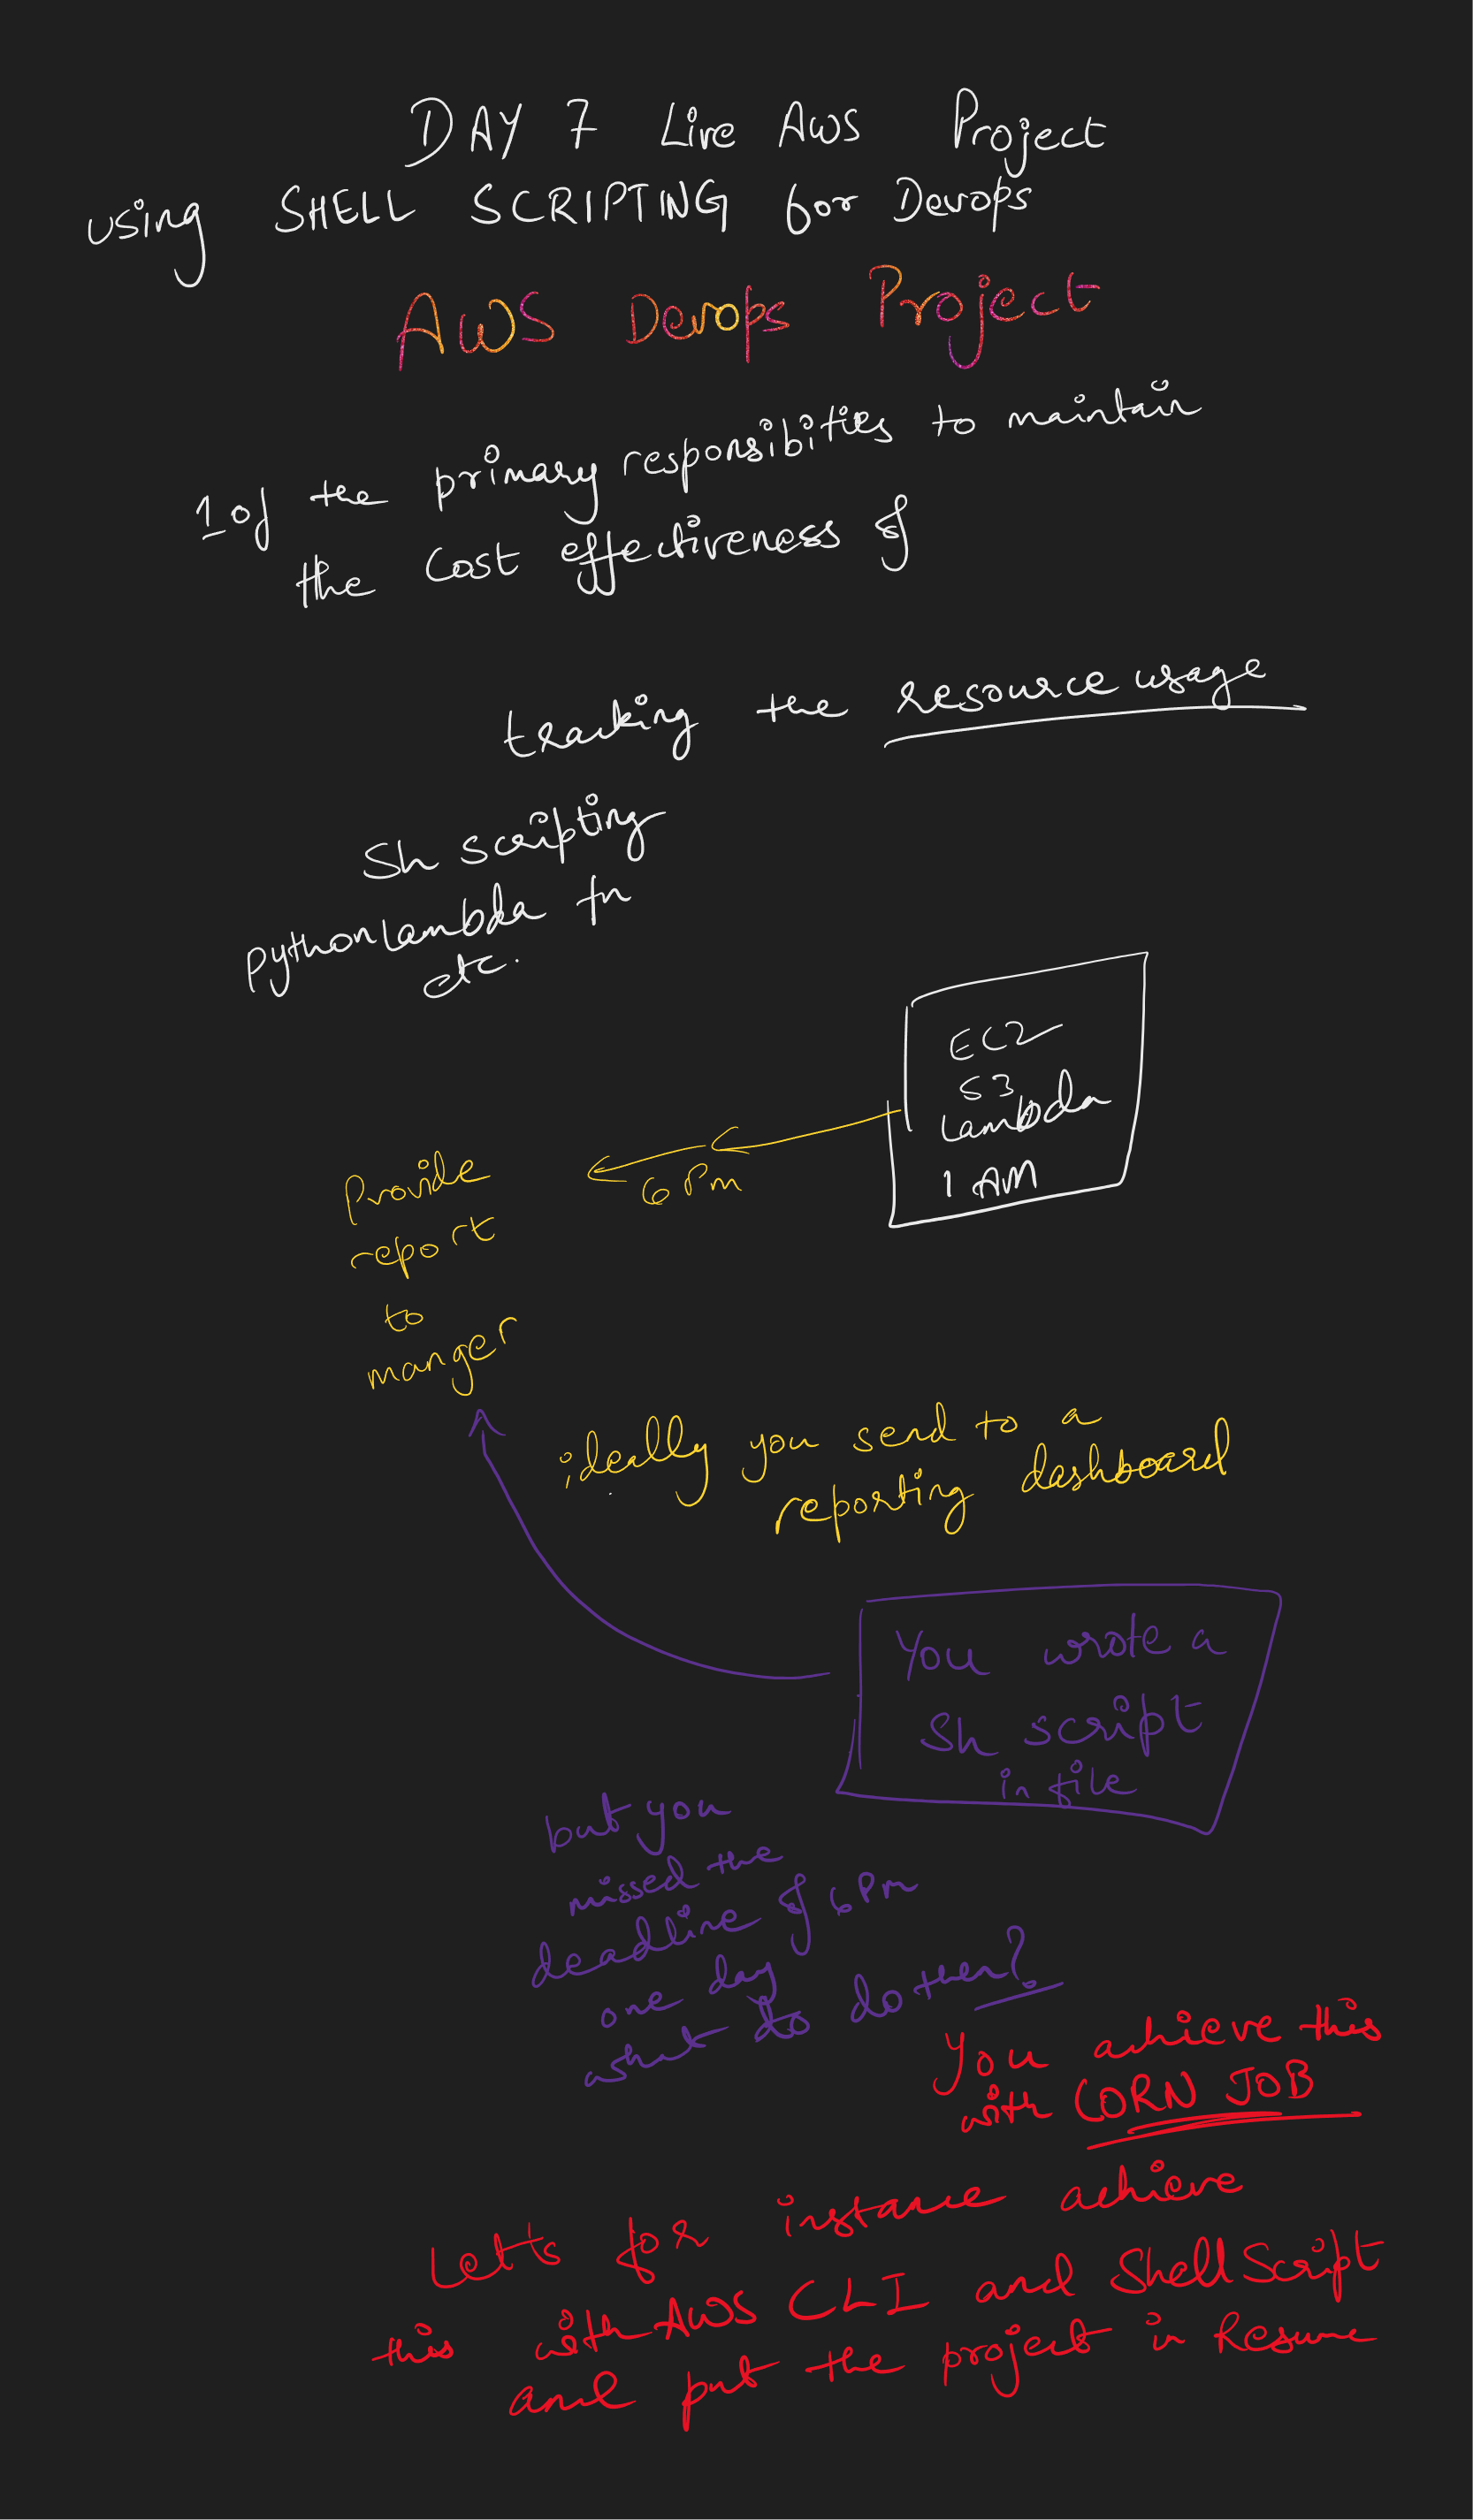 DAY 7 Live AWS Project
using SHELL SCRIPTING for Devops
AWS Devops Project
1 of the primary responsibities to maintain
the cost effectiveness of
tracking the resource usage
Sh scripting
python lambda fn
etc.
EC2
S3
Lambda
IAM
6 Pm
Provide
report
to
manger
ideally you send to a
reporting dashboard
You wrote a
Sh script
in file
but you
missed the
deadline of 6Pm
one day
what to do then?
You achieve this
with CORN JOB
Let's for instance achieve
this with AWS CLI and Shell Script
and put the project in Resume